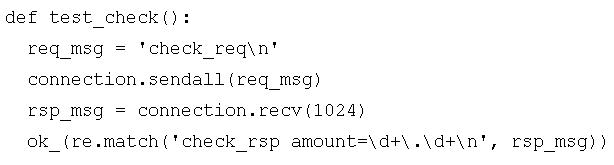 def test_check():
  req_msg = 'check_req\n'
  connection.sendall(req_msg)
  rsp_msg = connection.recv(1024)
  ok_(re.match('check_rsp amount=\d+\.\d+\n', rsp_msg))